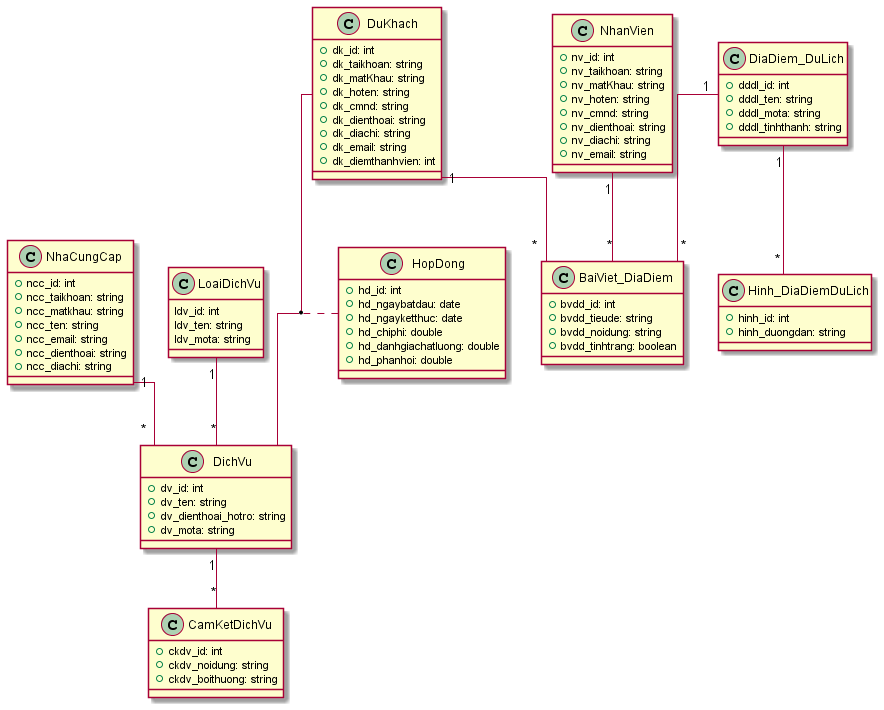 C DuKhach
dk_id: int
dk_taikhoan: string
dk_matKhau: string
dk_hoten: string
dk_cmnd: string
dk_dienthoai: string
dk_diachi: string
dk_email: string
dk_diemthanhvien: int
C NhanVien
nv_id: int
nv_taikhoan: string
nv_matKhau: string
nv_hoten: string
nv_cmnd: string
nv_dienthoai: string
nv_diachi: string
nv_email: string
C DiaDiem_DuLich
dddl_id: int
dddl_ten: string
dddl_mota: string
dddl_tinhthanh: string
1
1
1
1
*
*
*
*
C NhaCungCap
ncc_id: int
ncc_taikhoan: string
ncc_matkhau: string
ncc_ten: string
ncc_email: string
ncc_dienthoai: string
ncc_diachi: string
C LoaiDichVu
ldv_id: int
ldv_ten: string
ldv_mota: string
C HopDong
hd_id: int
hd_ngaybatdau: date
hd_ngayketthuc: date
hd_chiphi: double
hd_danhgiachatluong: double
hd_phanhoi: double
C BaiViet_DiaDiem
bvdd_id: int
bvdd_tieude: string
bvdd_noidung: string
bvdd_tinhtrang: boolean
C Hinh_DiaDiemDuLich
hinh_id: int
hinh_duongdan: string
1
1
*
*
C DichVu
dv_id: int
dv_ten: string
dv_dienthoai_hotro: string
dv_mota: string
1
*
C CamKetDichVu
ckdv_id: int
ckdv_noidung: string
ckdv_boithuong: string